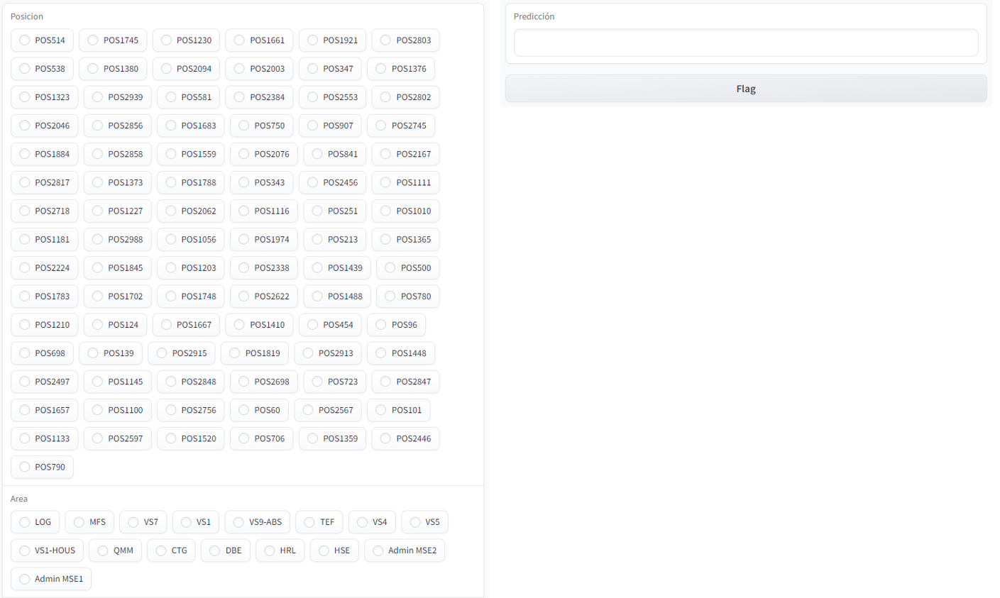 Posicion
POS514 POS1745 POS1230 POS1661 POS1921 POS2803
POS538 POS1380 POS2094 POS2003 POS347 POS1376
POS1323 POS2939 POS581 POS2384 POS2553 POS2802
POS2046 POS2856 POS1683 POS750 POS907 POS2745
POS1884 POS2858 POS1559 POS2076 POS841 POS2167
POS2817 POS1373 POS1788 POS343 POS2456 POS1111
POS2718 POS1227 POS2062 POS1116 POS251 POS1010
POS1181 POS2988 POS1056 POS1974 POS213 POS1365
POS2224 POS1845 POS1203 POS2338 POS1439 POS500
POS1783 POS1702 POS1748 POS2622 POS1488 POS780
POS1210 POS124 POS1667 POS1410 POS454 POS96
POS698 POS139 POS2915 POS1819 POS2913 POS1448
POS2497 POS1145 POS2848 POS2698 POS723 POS2847
POS1657 POS1100 POS2756 POS60 POS2567 POS101
POS1133 POS2597 POS1520 POS706 POS1359 POS2446
POS790
Area
LOG MFS VS7 VS1 VS9-ABS TEF VS4 VS5
VS1-HOUS QMM CTG DBE HRL HSE Admin MSE2
Admin MSE1
Predicción
Flag